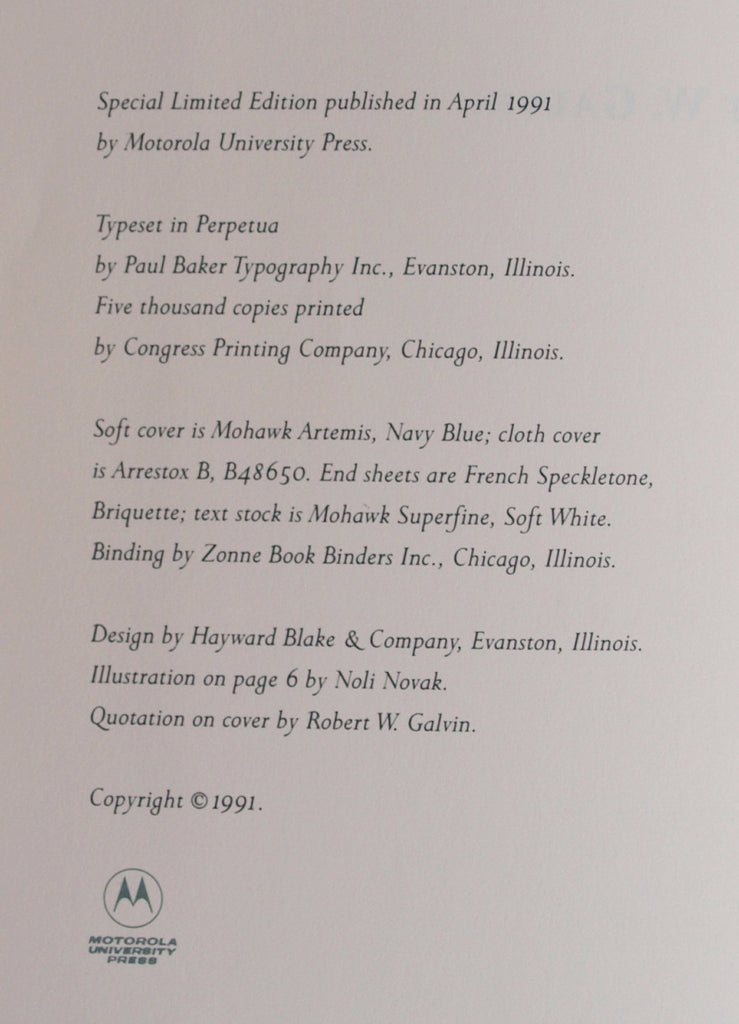 Special Limited Edition published in April 1991
by Motorola University Press.
Typeset in Perpetua
by Paul Baker Typography Inc., Evanston, Illinois.
Five thousand copies printed
by Congress Printing Company, Chicago, Illinois.
Soft cover is Mohawk Artemis, Navy Blue; cloth cover
is Arrestox B, B48650. End sheets are French Speckletone,
Briquette; text stock is Mohawk Superfine, Soft White.
Binding by Zonne Book Binders Inc., Chicago, Illinois.
Design by Hayward Blake & Company, Evanston, Illinois.
Illustration on page 6 by Noli Novak.
Quotation on cover by Robert W. Galvin.
Copyright © 1991.
MOTOROLA
UNIVERSITY
PRESS